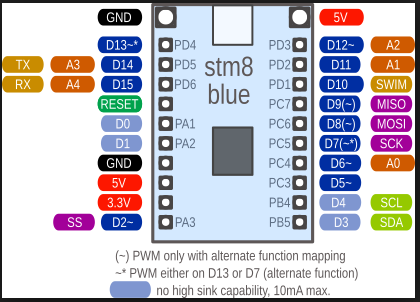 GND 5V
D13~* PD4 PD3 D12~ A2
TX A3 D14 PD5 PD2 D11 A1
RX A4 D15 PD6 PD1 D10 SWIM
RESET PC7 D9(~) MISO
D0 PA1 PC6 D8(~) MOSI
D1 PA2 PC5 D7(~*) SCK
GND PC4 D6~ A0
5V PC3 D5~
3.3V PB4 D4 SCL
SS D2~ PA3 PB5 D3 SDA
stm8
blue
(~) PWM only with alternate function mapping
~* PWM either on D13 or D7 (alternate function)
no high sink capability, 10mA max.